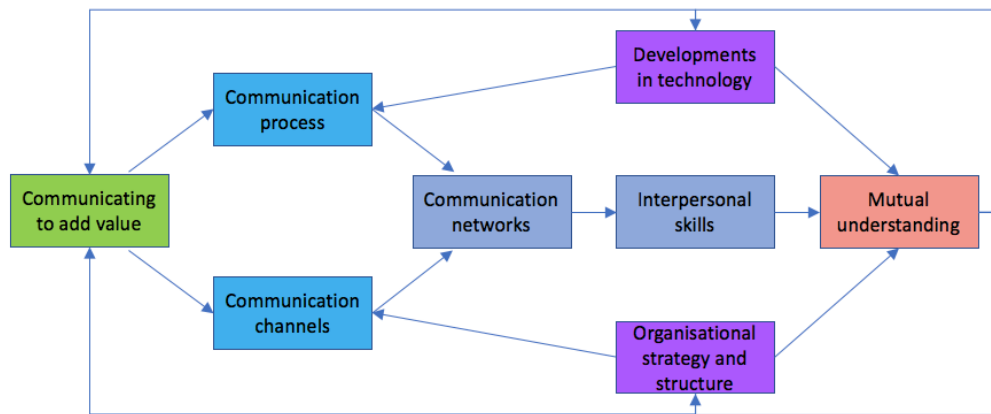 Developments
in technology
Communication
process
Communicating
to add value
Communication
networks
Interpersonal
skills
Mutual
understanding
Communication
channels
Organisational
strategy and
structure